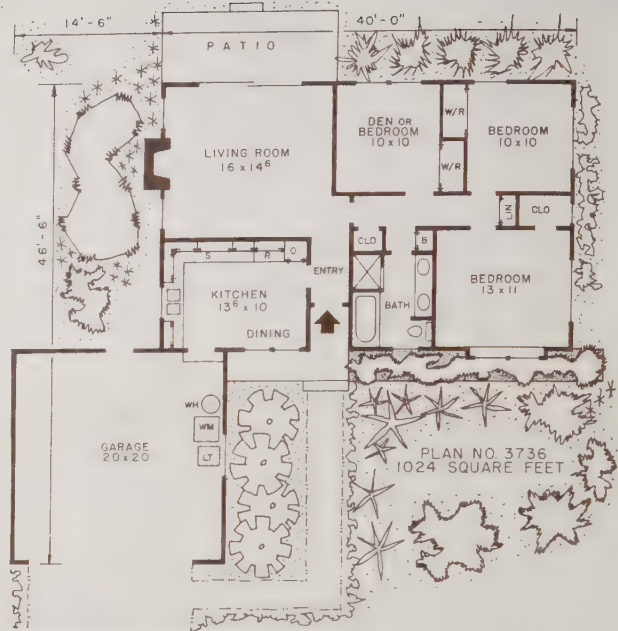 14'-6"
40'-0"
PATIO
W/R
DEN OR
BEDROOM
10 x 10
BEDROOM
10 x 10
LIVING ROOM
16 x 14⁶
W/R
46'-6"
LIN
CLO
CLO
B
S
R
O
ENTRY
KITCHEN
13⁶ x 10
BEDROOM
13 x 11
BATH
DINING
WH
WM
LT
GARAGE
20 x 20
PLAN NO. 3736
1024 SQUARE FEET